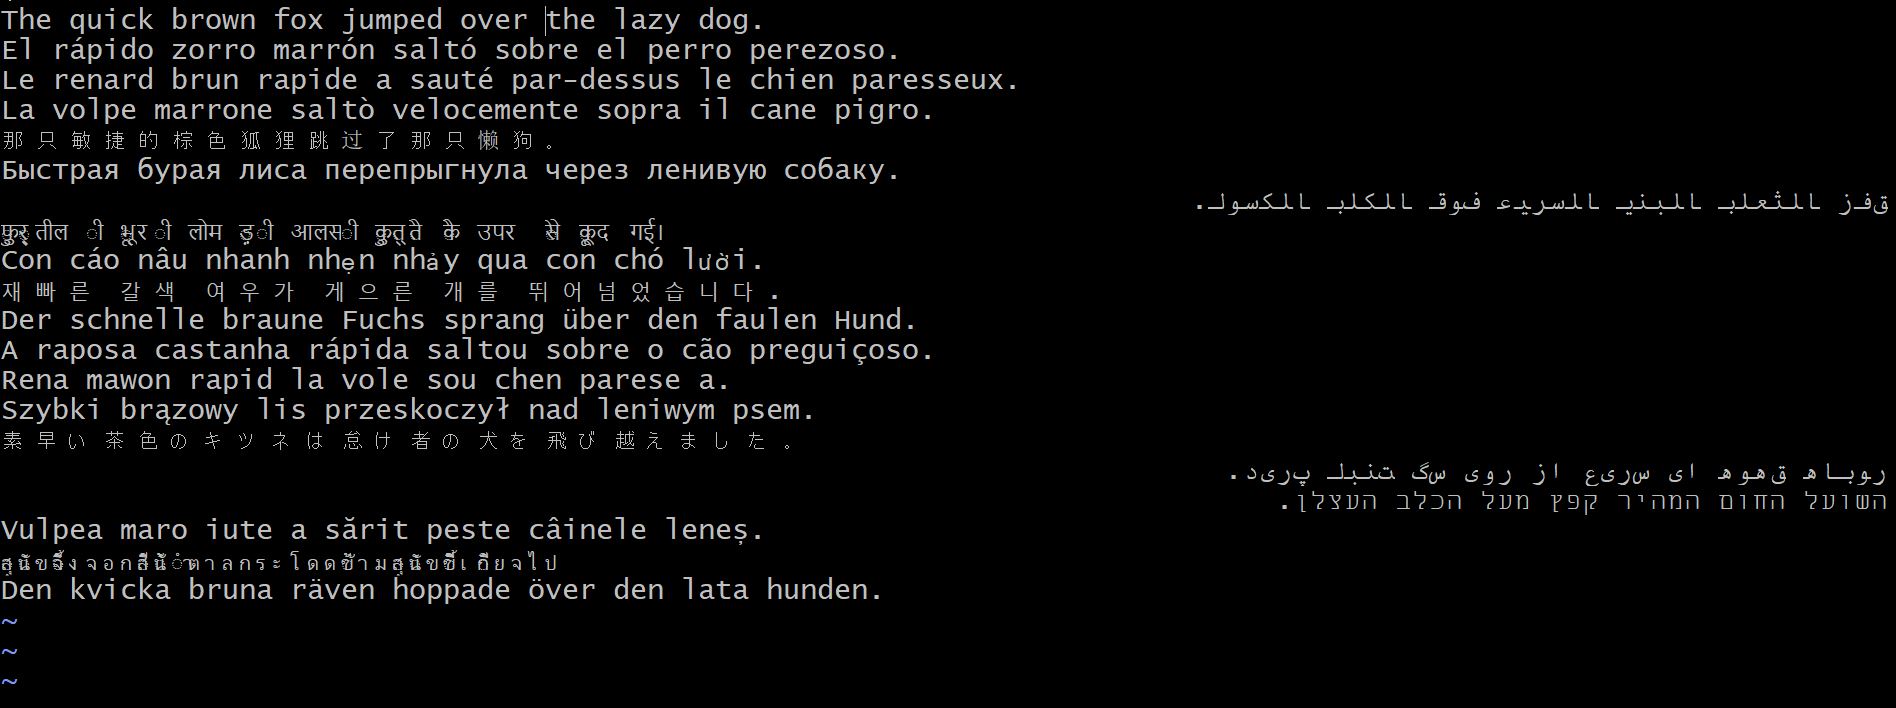 The quick brown fox jumped over the lazy dog.
El rápido zorro marrón saltó sobre el perro perezoso.
Le renard brun rapide a sauté par-dessus le chien paresseux.
La volpe marrone saltò velocemente sopra il cane pigro.
那只敏捷的棕色狐狸跳过了那只懒狗。
Быстрая бурая лиса перепрыгнула через ленивую собаку.
قفز الثعلب البني السريع فوق الكلب الكسول.
फुर्तीली भूरी लोमड़ी आलसी कुत्ते के उपर से कूद गई।
Con cáo nâu nhanh nhẹn nhảy qua con chó lười.
재빠른 갈색 여우가 게으른 개를 뛰어넘었습니다.
Der schnelle braune Fuchs sprang über den faulen Hund.
A raposa castanha rápida saltou sobre o cão preguiçoso.
Rena mawon rapid la vole sou chen parese a.
Szybki brązowy lis przeskoczył nad leniwym psem.
素早い茶色のキツネは怠け者の犬を飛び越えました。
روباه قهوه ای سریع از روی سگ تنبل پرید.
השועל החום המהיר קפץ מעל הכלב העצלן.
Vulpea maro iute a sărit peste câinele leneș.
สุนัขจิ้งจอกสีน้ำตาลกระโดดข้ามสุนัขขี้เกียจไป
Den kvicka bruna räven hoppade över den lata hunden.
~
~
~